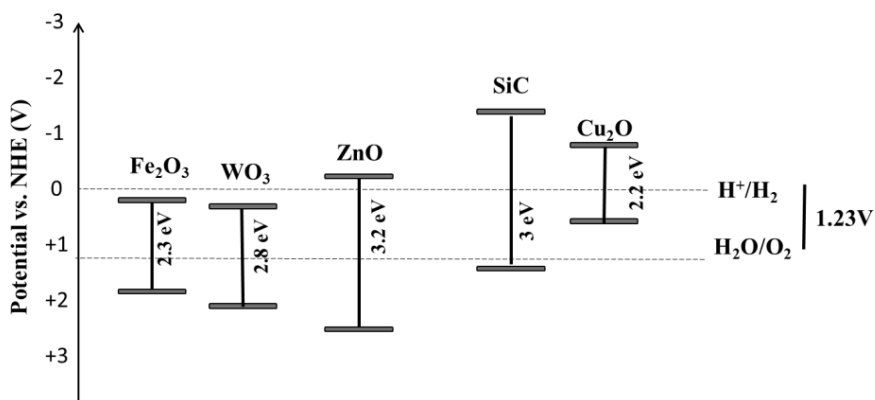 Potential vs. NHE (V)
-3
-2
-1
0
+1
+2
+3
Fe₂O₃
2.3 eV
WO₃
2.8 eV
ZnO
3.2 eV
SiC
3 eV
Cu₂O
2.2 eV
H⁺/H₂
H₂O/O₂
1.23V